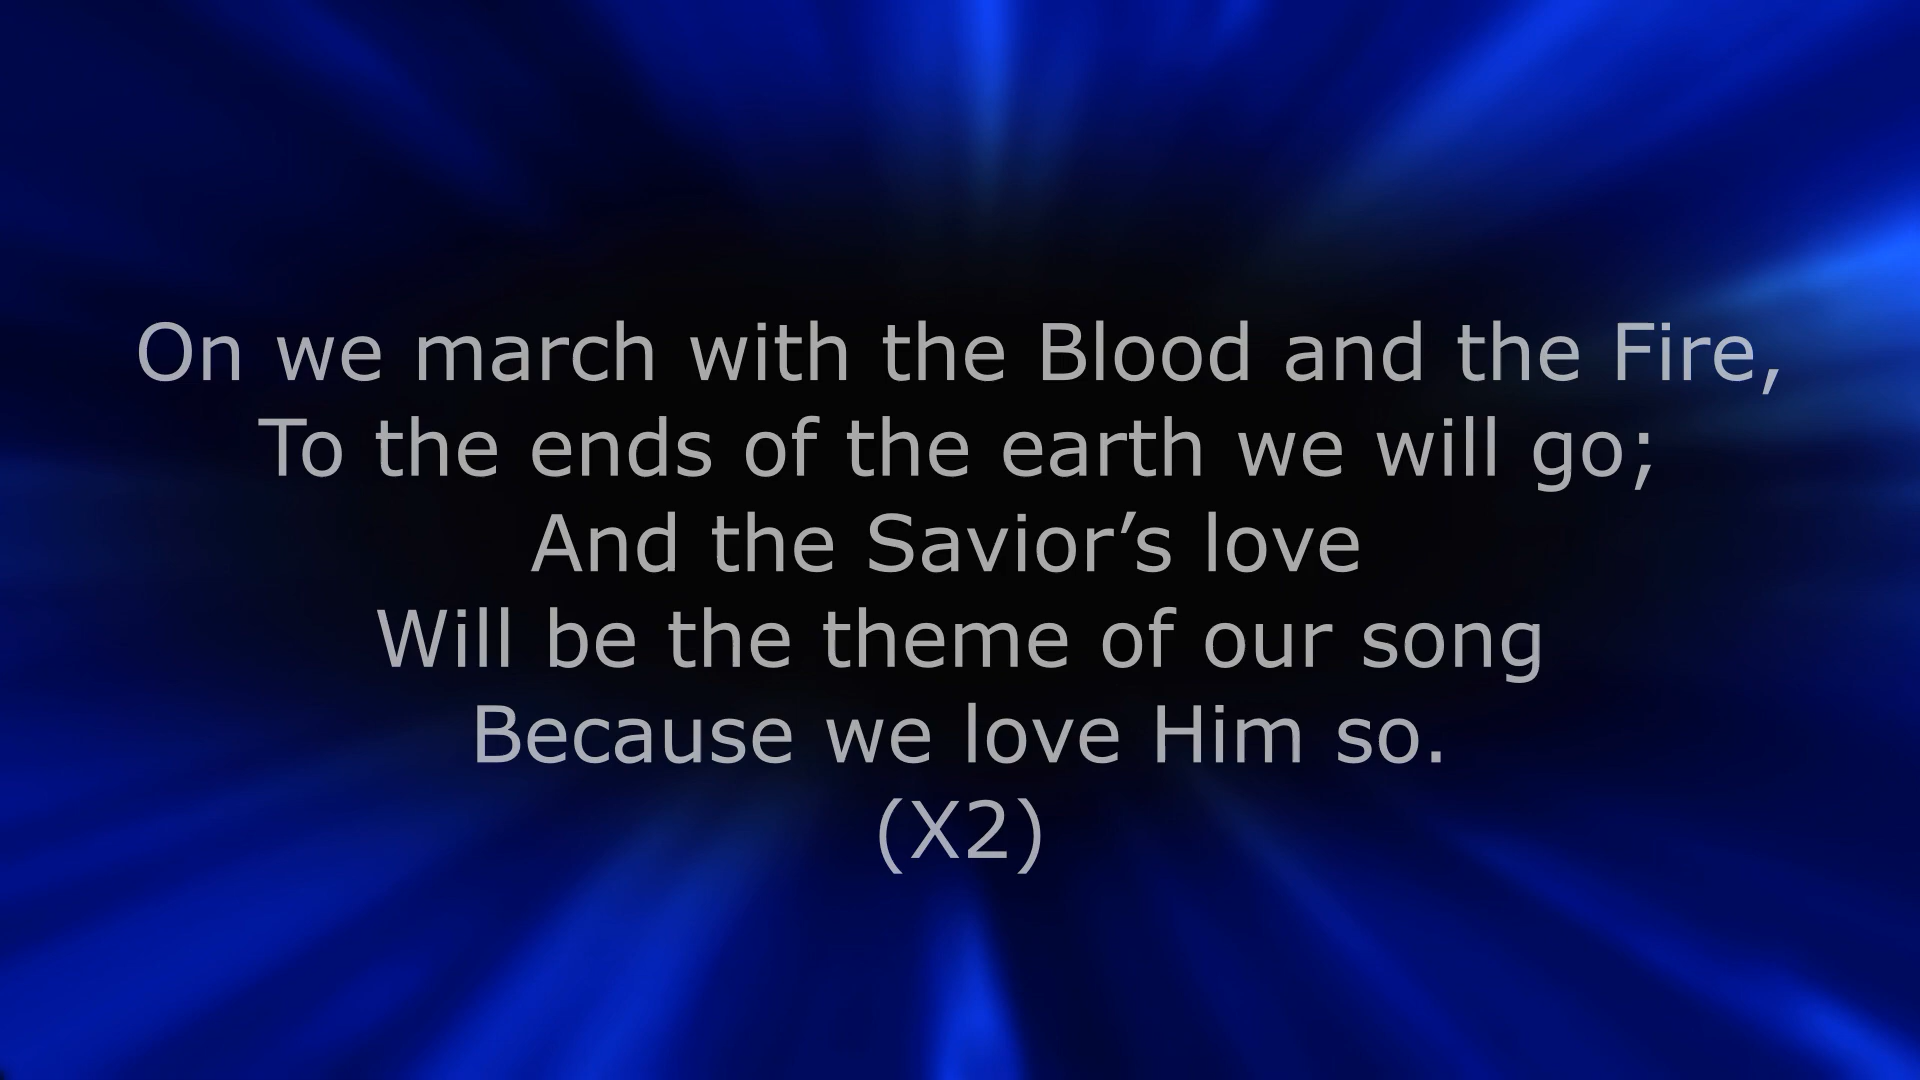 On we march with the Blood and the Fire,
To the ends of the earth we will go;
And the Savior’s love
Will be the theme of our song
Because we love Him so.
(X2)